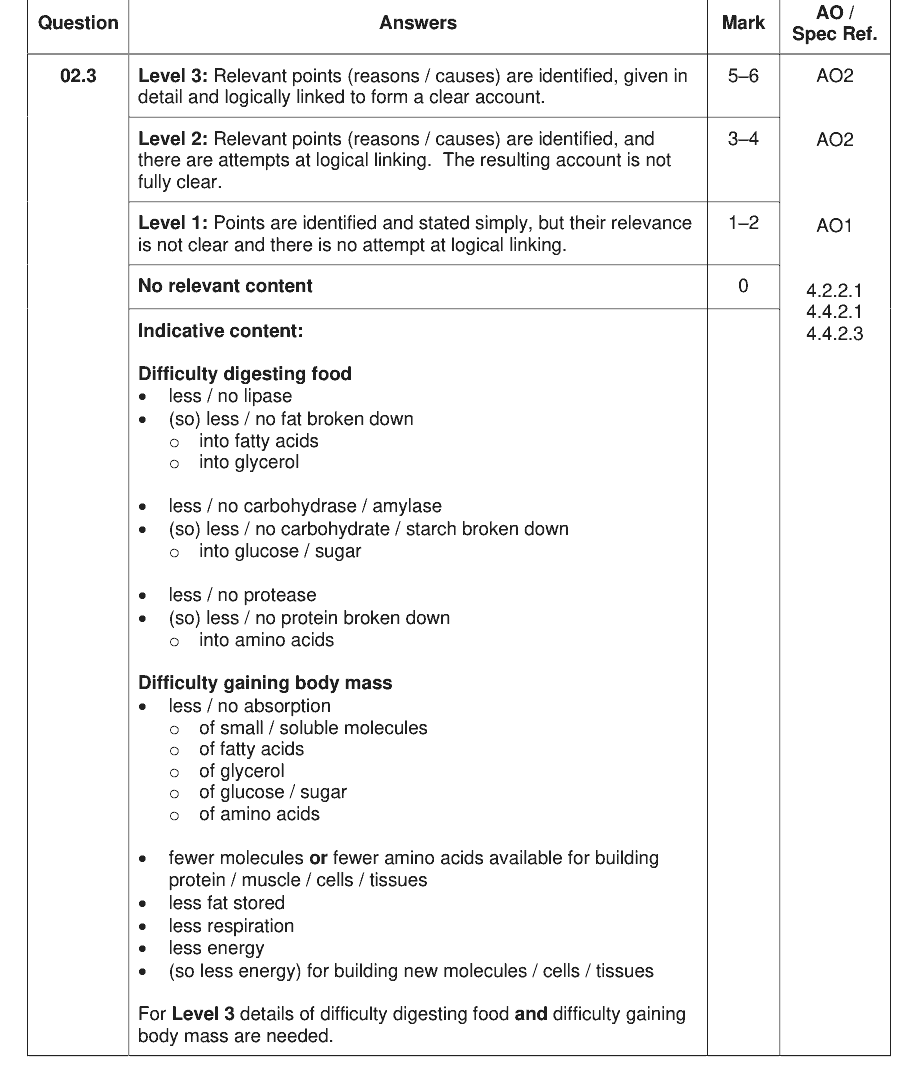 Question Answers Mark AO /
Spec Ref.
02.3 Level 3: Relevant points (reasons / causes) are identified, given in 5–6 AO2
detail and logically linked to form a clear account.
Level 2: Relevant points (reasons / causes) are identified, and 3–4 AO2
there are attempts at logical linking. The resulting account is not
fully clear.
Level 1: Points are identified and stated simply, but their relevance 1–2 AO1
is not clear and there is no attempt at logical linking.
No relevant content 0 4.2.2.1
4.4.2.1
4.4.2.3
Indicative content:
Difficulty digesting food
• less / no lipase
• (so) less / no fat broken down
o into fatty acids
o into glycerol
• less / no carbohydrase / amylase
• (so) less / no carbohydrate / starch broken down
o into glucose / sugar
• less / no protease
• (so) less / no protein broken down
o into amino acids
Difficulty gaining body mass
• less / no absorption
o of small / soluble molecules
o of fatty acids
o of glycerol
o of glucose / sugar
o of amino acids
• fewer molecules or fewer amino acids available for building
protein / muscle / cells / tissues
• less fat stored
• less respiration
• less energy
• (so less energy) for building new molecules / cells / tissues
For Level 3 details of difficulty digesting food and difficulty gaining
body mass are needed.